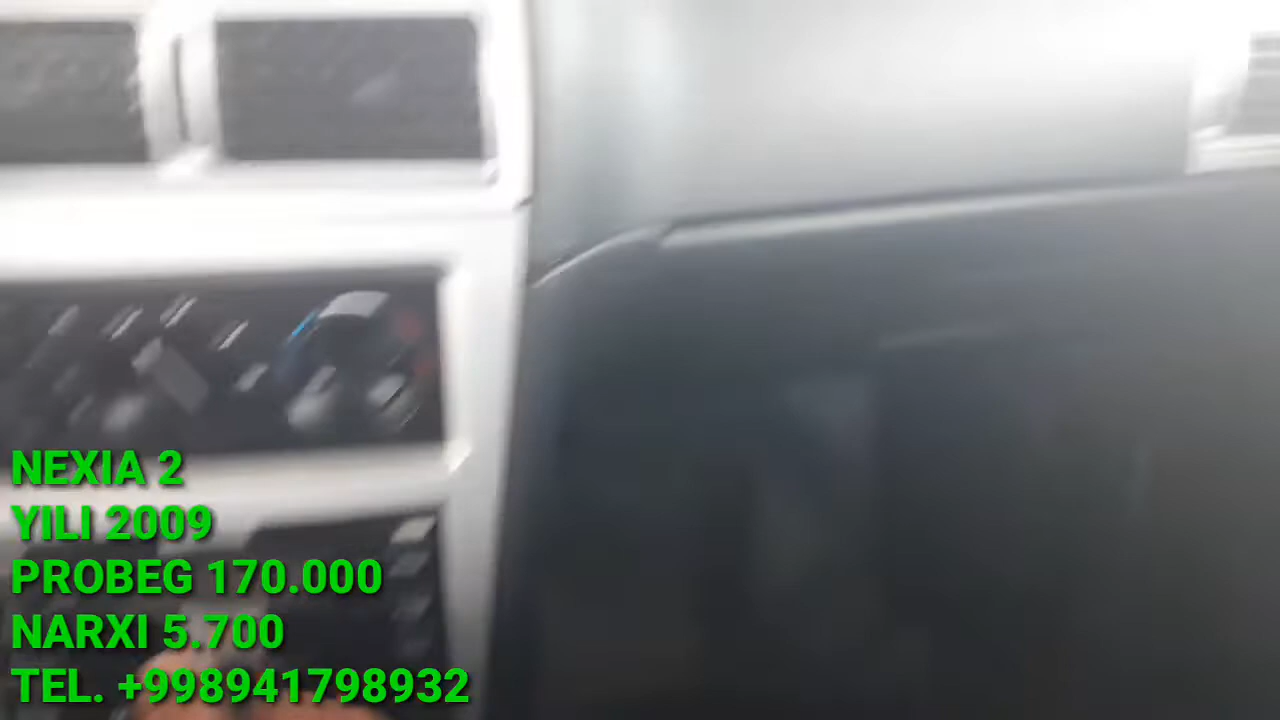 NEXIA 2
YILI 2009
PROBEG 170.000
NARXI 5.700
TEL. +998941798932